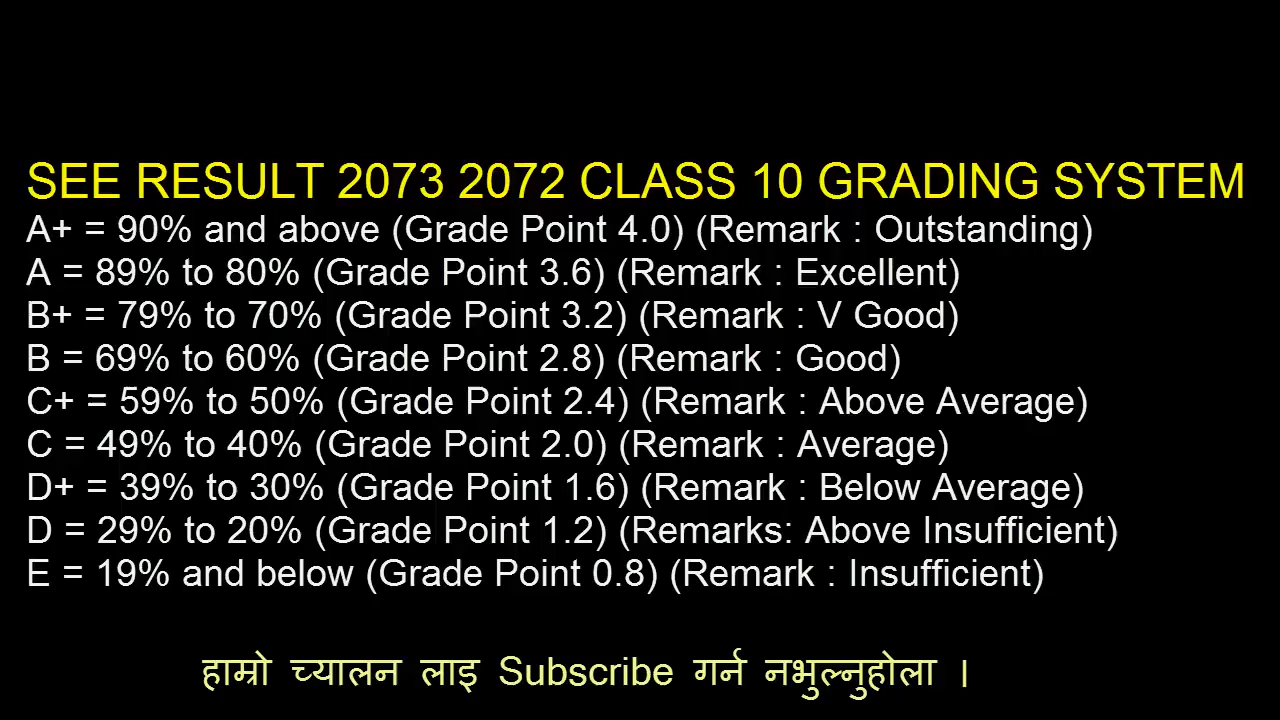 SEE RESULT 2073 2072 CLASS 10 GRADING SYSTEM
A+ = 90% and above (Grade Point 4.0) (Remark : Outstanding)
A = 89% to 80% (Grade Point 3.6) (Remark : Excellent)
B+ = 79% to 70% (Grade Point 3.2) (Remark : V Good)
B = 69% to 60% (Grade Point 2.8) (Remark : Good)
C+ = 59% to 50% (Grade Point 2.4) (Remark : Above Average)
C = 49% to 40% (Grade Point 2.0) (Remark : Average)
D+ = 39% to 30% (Grade Point 1.6) (Remark : Below Average)
D = 29% to 20% (Grade Point 1.2) (Remarks: Above Insufficient)
E = 19% and below (Grade Point 0.8) (Remark : Insufficient)
हाम्रो च्यालन लाइ Subscribe गर्न नभुल्नुहोला ।